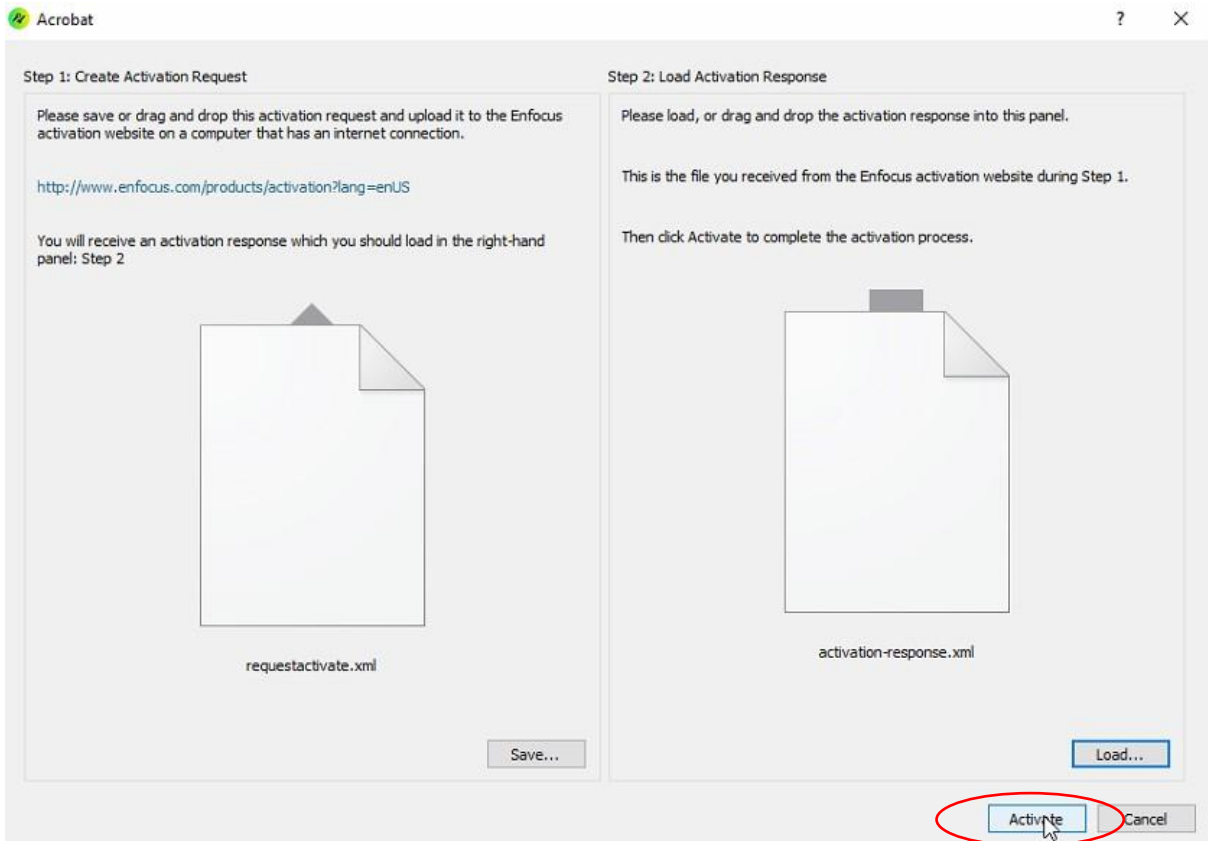 Acrobat
?
Step 1: Create Activation Request
Please save or drag and drop this activation request and upload it to the Enfocus
activation website on a computer that has an internet connection.
http://www.enfocus.com/products/activation?lang=enUS
You will receive an activation response which you should load in the right-hand
panel: Step 2
requestactivate.xml
Save...
Step 2: Load Activation Response
Please load, or drag and drop the activation response into this panel.
This is the file you received from the Enfocus activation website during Step 1.
Then click Activate to complete the activation process.
activation-response.xml
Load...
Activate
Cancel